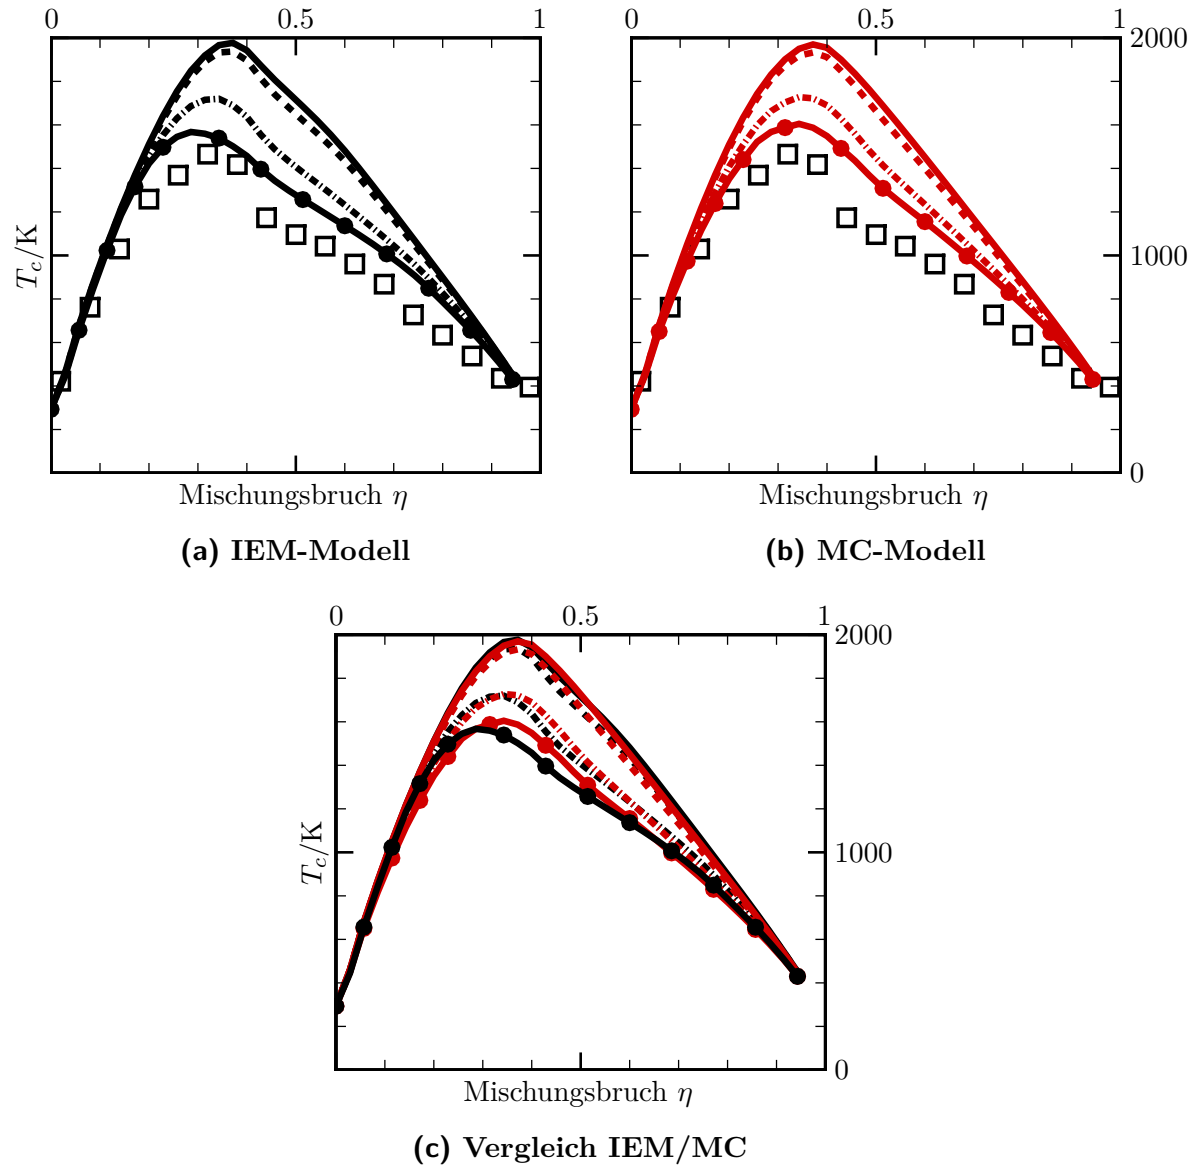 0 0.5 1
T_c/K
Mischungsbruch η
(a) IEM-Modell
0 0.5 1
2000
1000
0
Mischungsbruch η
(b) MC-Modell
0 0.5 1
2000
1000
0
T_c/K
Mischungsbruch η
(c) Vergleich IEM/MC